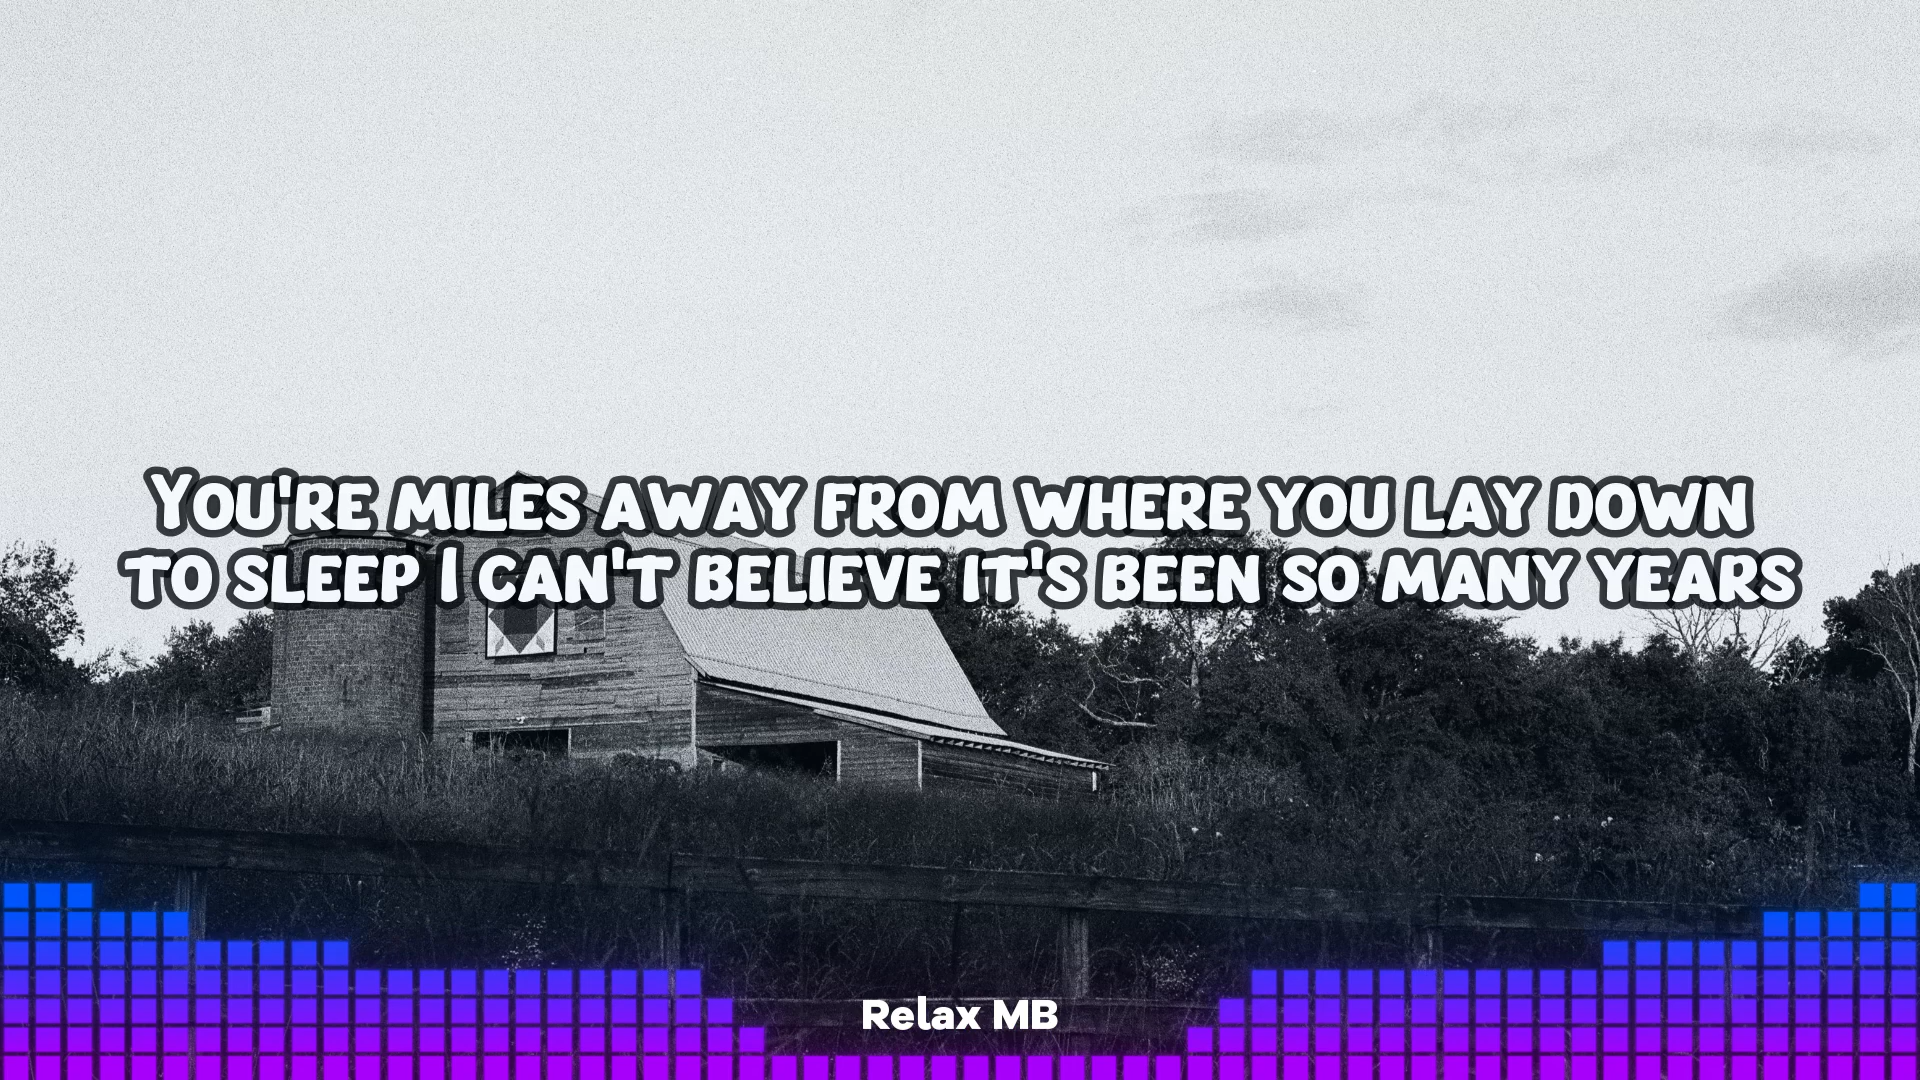 You're miles away from where you lay down
to sleep I can't believe it's been so many years
Relax MB